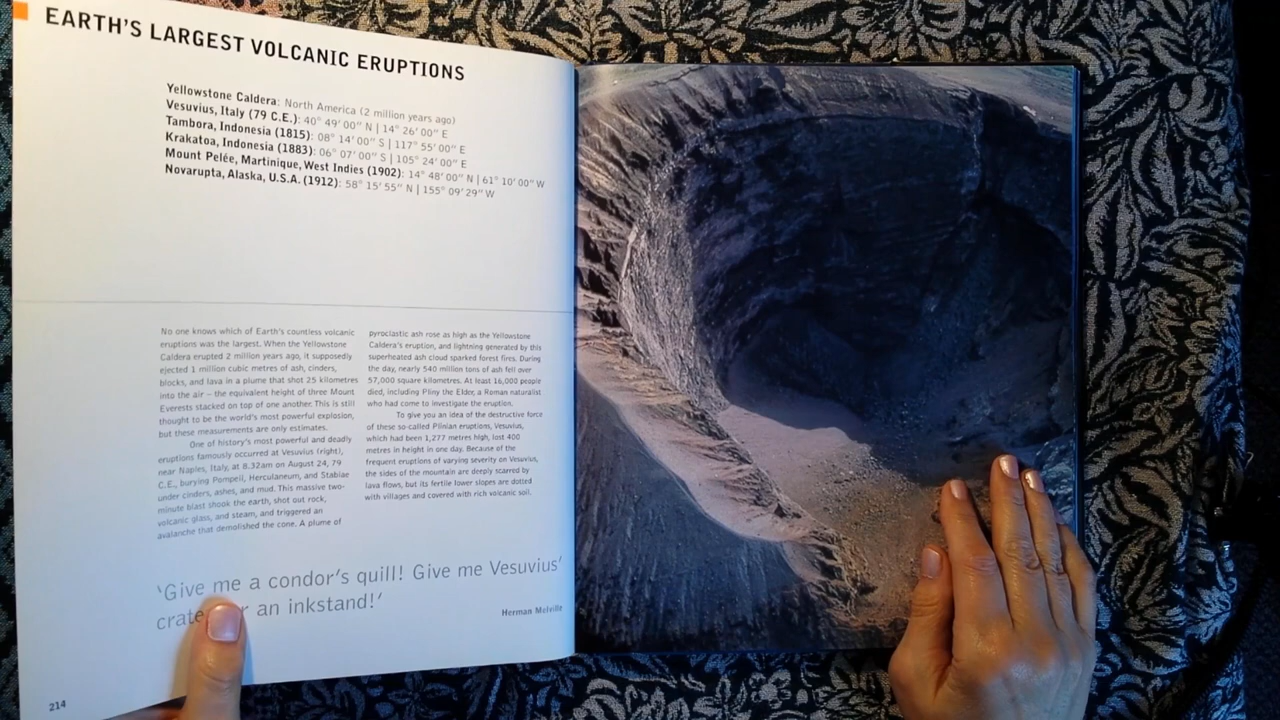 EARTH'S LARGEST VOLCANIC ERUPTIONS
Yellowstone Caldera: North America (2 million years ago)
Vesuvius, Italy (79 C.E.): 40° 49' 00" N | 14° 26' 00" E
Tambora, Indonesia (1815): 08° 14' 00" S | 117° 55' 00" E
Krakatoa, Indonesia (1883): 06° 07' 00" S | 105° 24' 00" E
Mount Pelée, Martinique, West Indies (1902): 14° 48' 00" N | 61° 10' 00" W
Novarupta, Alaska, U.S.A. (1912): 58° 15' 55" N | 155° 09' 29" W
No one knows which of Earth's countless volcanic
eruptions was the largest. When the Yellowstone
Caldera erupted 2 million years ago, it supposedly
ejected 1 million cubic metres of ash, cinders,
blocks, and lava in a plume that shot 25 kilometres
into the air – the equivalent height of three Mount
Everests stacked on top of one another. This is still
thought to be the world's most powerful explosion,
but these measurements are only estimates.
One of history's most powerful and deadly
eruptions famously occurred at Vesuvius (right),
near Naples, Italy, at 8.32am on August 24, 79
C.E., burying Pompeii, Herculaneum, and Stabiae
under cinders, ashes, and mud. This massive two-
minute blast shook the earth, shot out rock,
volcanic glass, and steam, and triggered an
avalanche that demolished the cone. A plume of
pyroclastic ash rose as high as the Yellowstone
Caldera's eruption, and lightning generated by this
superheated ash cloud sparked forest fires. During
the day, nearly 540 million tons of ash fell over
57,000 square kilometres. At least 16,000 people
died, including Pliny the Elder, a Roman naturalist
who had come to investigate the eruption.
To give you an idea of the destructive force
of these so-called Plinian eruptions, Vesuvius,
which had been 1,277 metres high, lost 400
metres in height in one day. Because of the
frequent eruptions of varying severity on Vesuvius,
the sides of the mountain are deeply scarred by
lava flows, but its fertile lower slopes are dotted
with villages and covered with rich volcanic soil.
'Give me a condor's quill! Give me Vesuvius'
an inkstand!'
Herman Melville
214